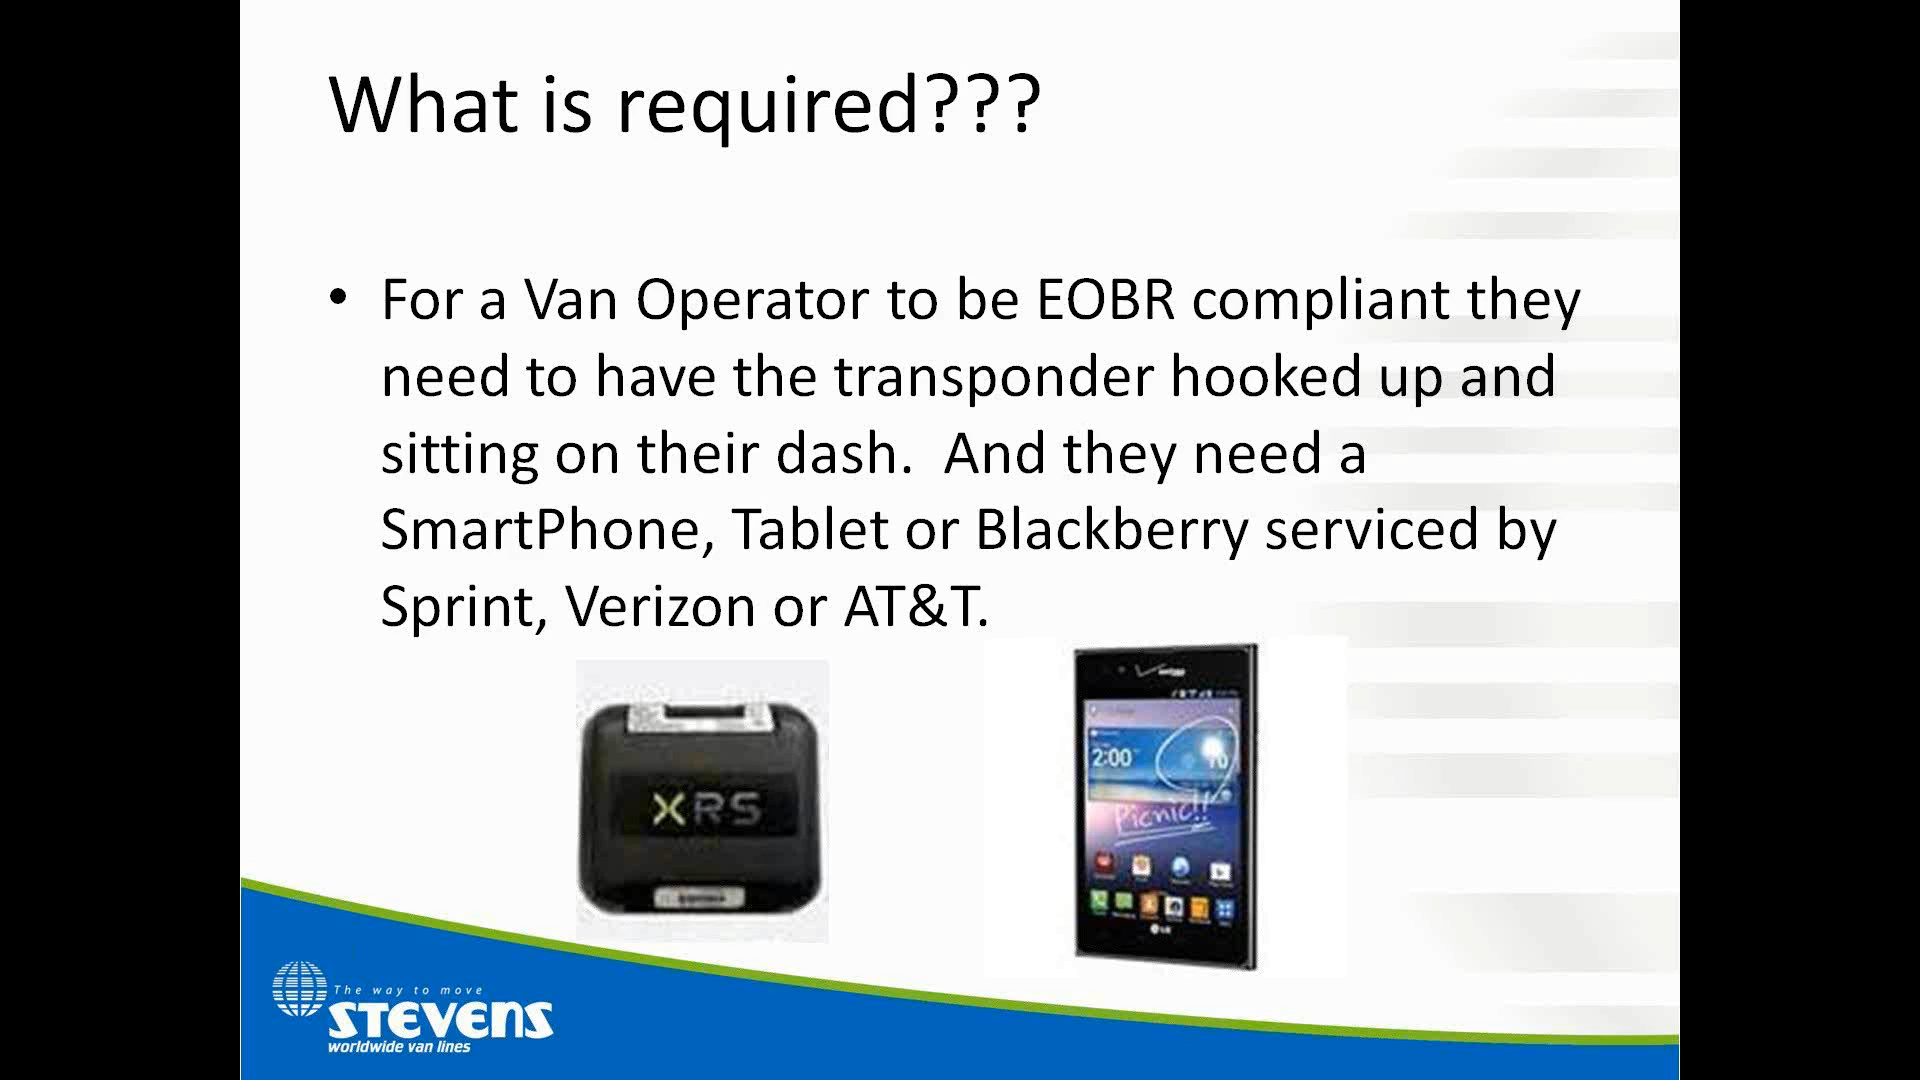 What is required???
• For a Van Operator to be EOBR compliant they
need to have the transponder hooked up and
sitting on their dash.  And they need a
SmartPhone, Tablet or Blackberry serviced by
Sprint, Verizon or AT&T.
XRS
verizon
2:00
Picnic!!
LG
The way to move
STEVENS
worldwide van lines